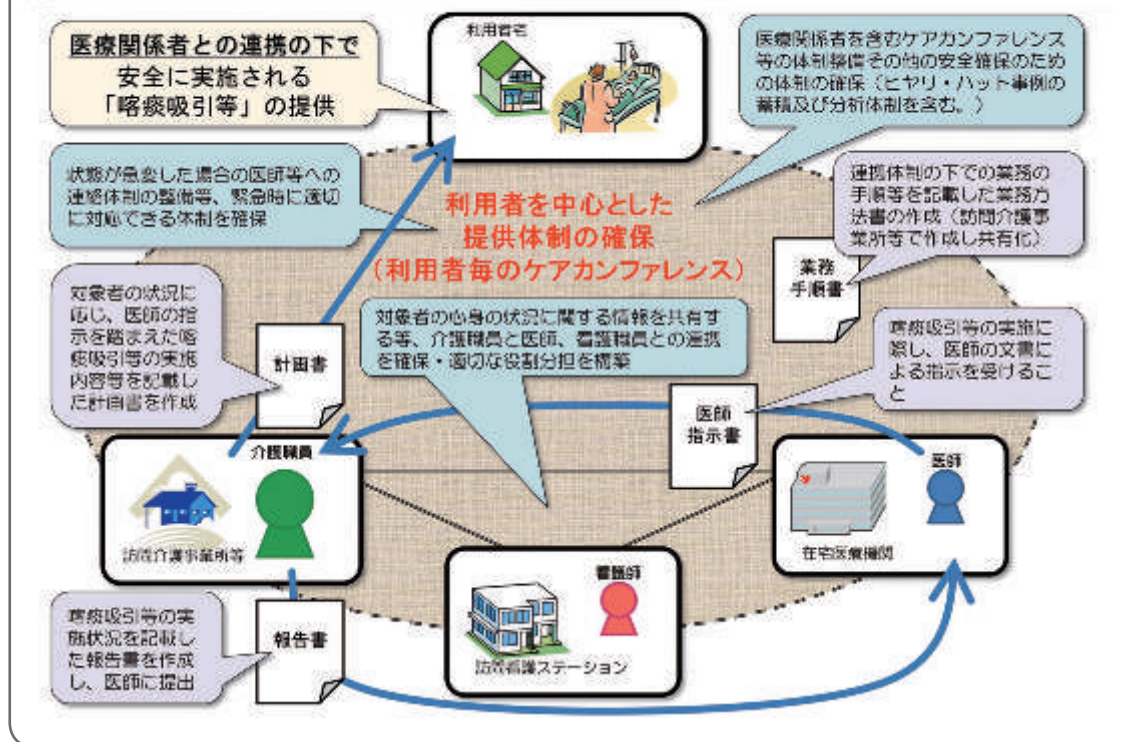 医療関係者との連携の下で
安全に実施される
「喀痰吸引等」の提供
利用者宅
医療関係者を含むケアカンファレンス
等の体制整備その他の安全確保のため
の体制の確保(ヒヤリ・ハット事例の
蓄積及び分析体制を含む。)
状態が急変した場合の医師等への
連絡体制の整備等、緊急時に適切
に対応できる体制を確保
利用者を中心とした
提供体制の確保
(利用者毎のケアカンファレンス)
連携体制の下での業務の
手順等を記載した業務方
法書の作成(訪問介護事
業所等で作成し共有化)
業務
手順書
対象者の状況に
応じ、医師の指
示を踏まえた喀
痰吸引等の実施
内容等を記載し
た計画書を作成
計画書
対象者の心身の状況に関する情報を共有す
る等、介護職員と医師、看護職員との連携
を確保・適切な役割分担を構築
喀痰吸引等の実施に
際し、医師の文書に
よる指示を受けるこ
と
医師
指示書
介護職員
訪問介護事業所等
医師
在宅医療機関
看護師
訪問看護ステーション
喀痰吸引等の実
施状況を記載し
た報告書を作成
し、医師に提出
報告書